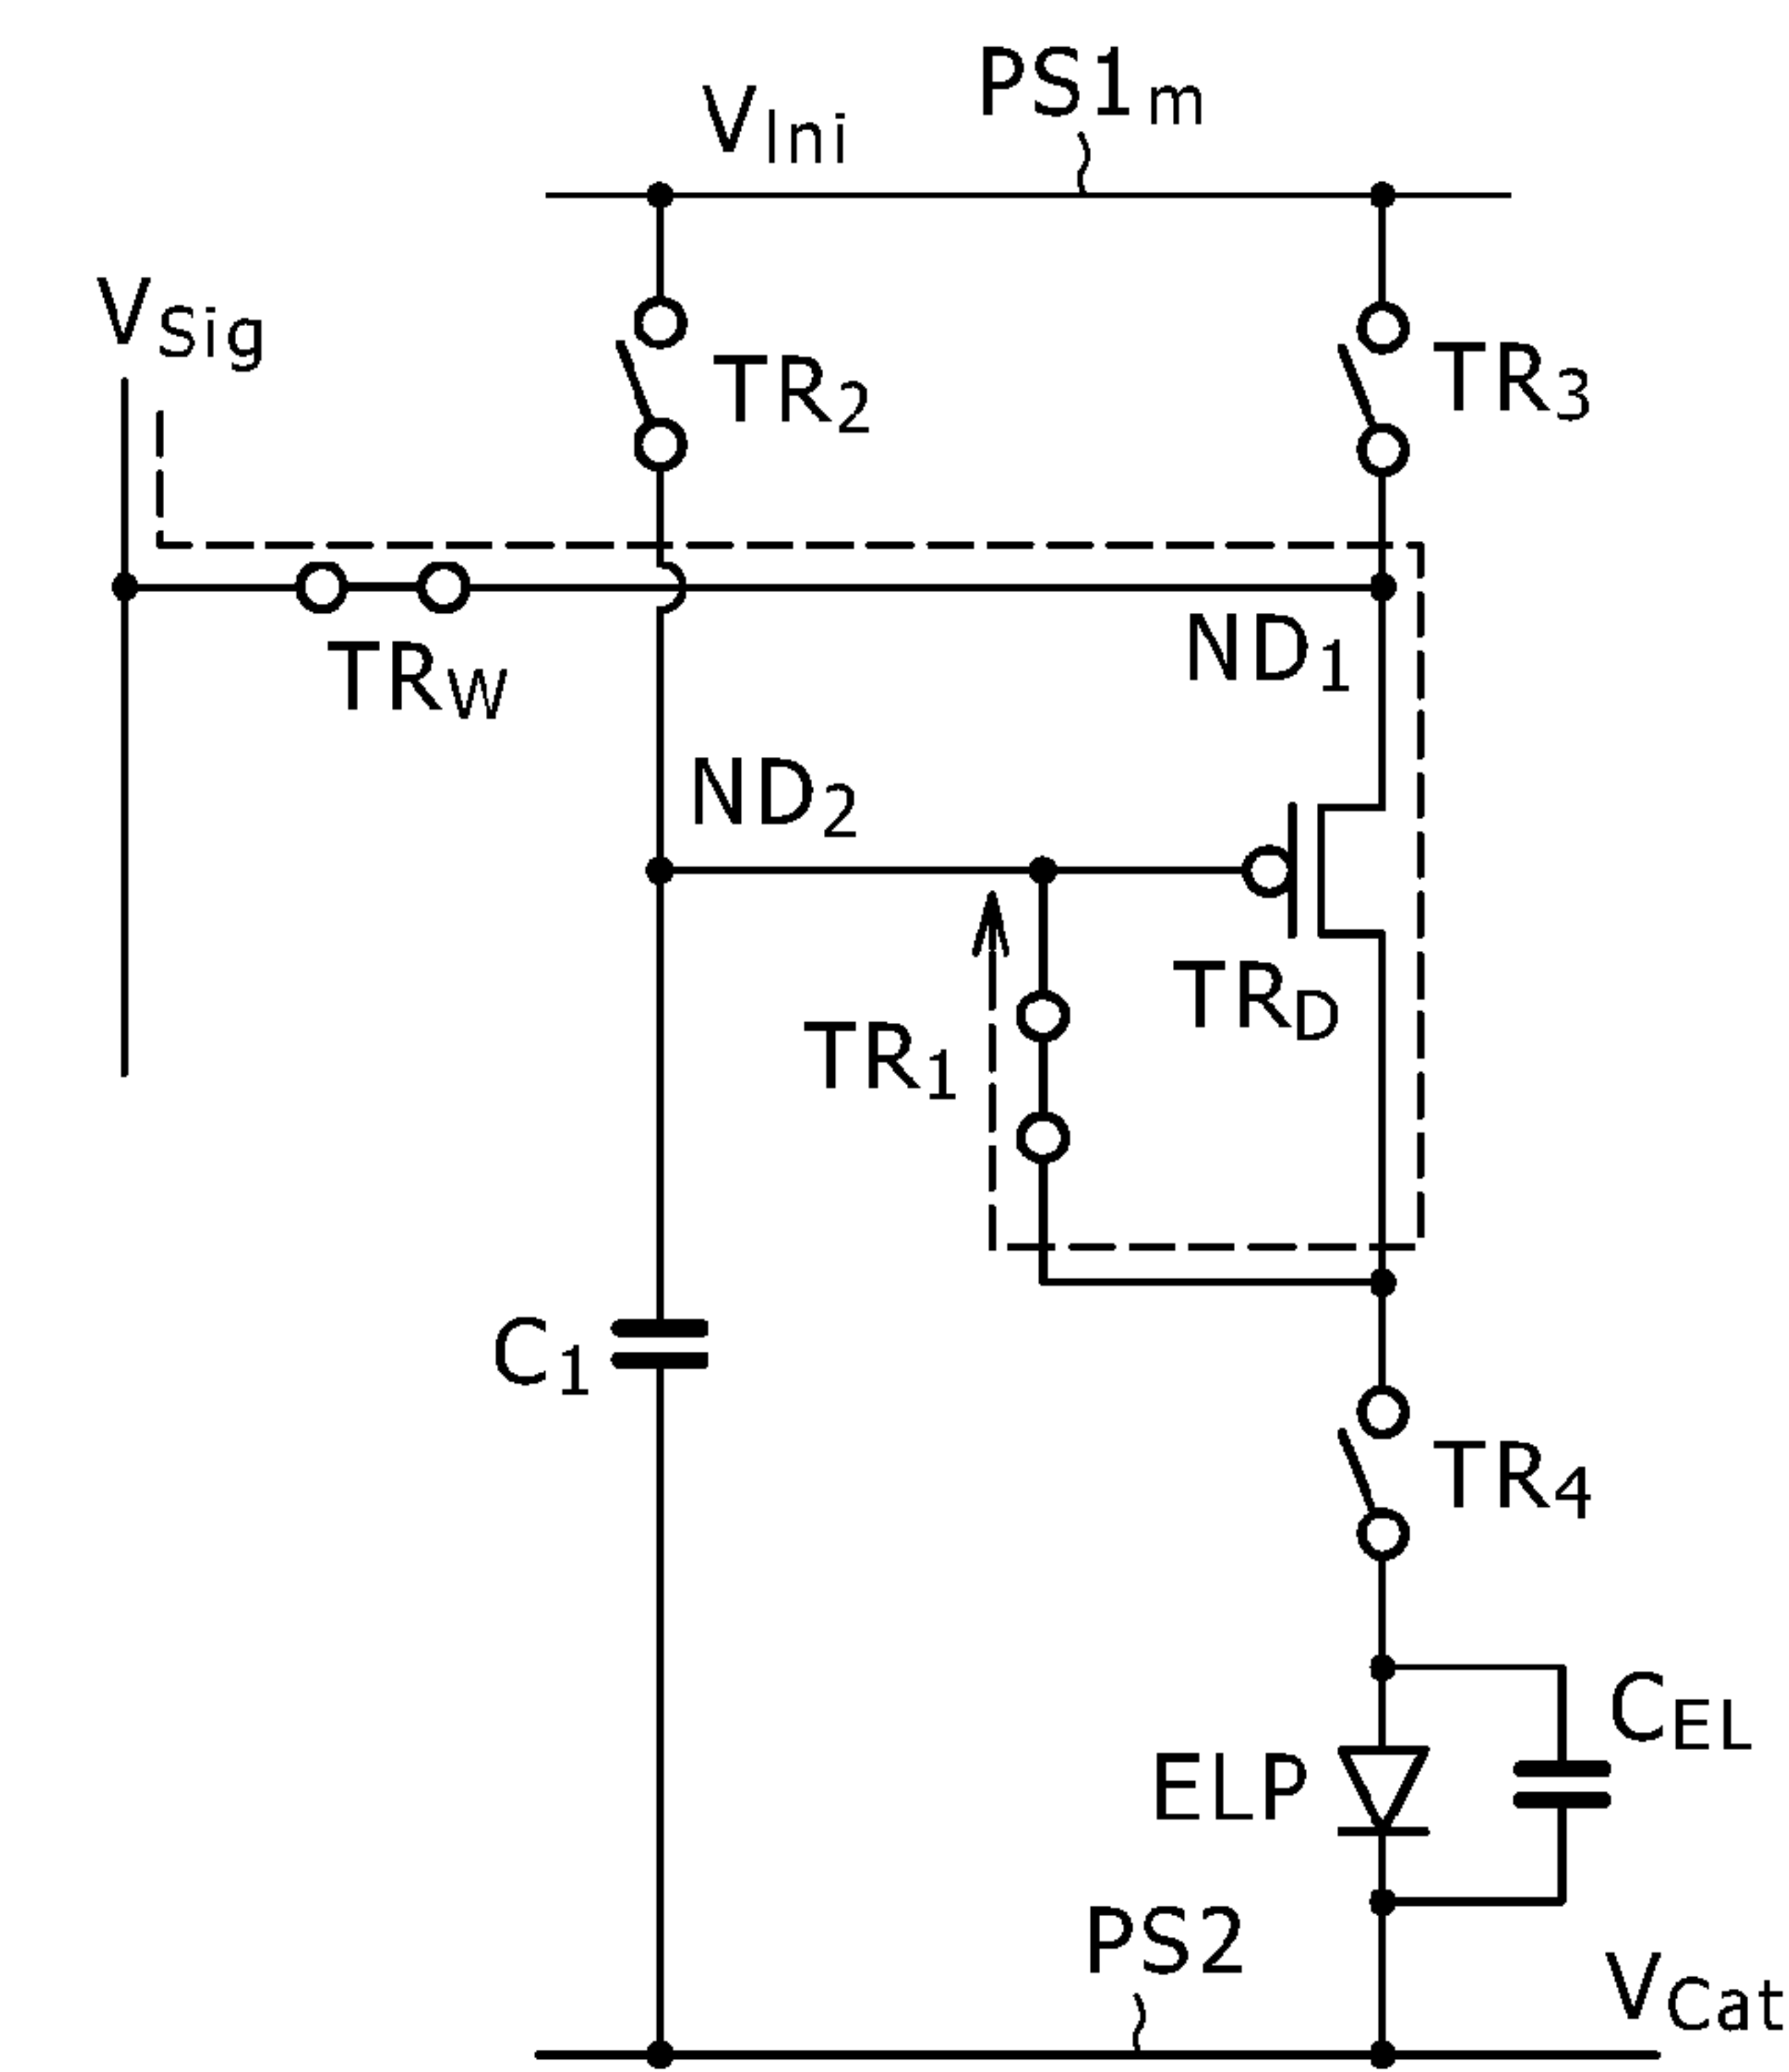 PS1m
VIni
VSig
TR2
TR3
ND1
TRW
ND2
TRD
TR1
C1
TR4
CEL
ELP
PS2
VCat